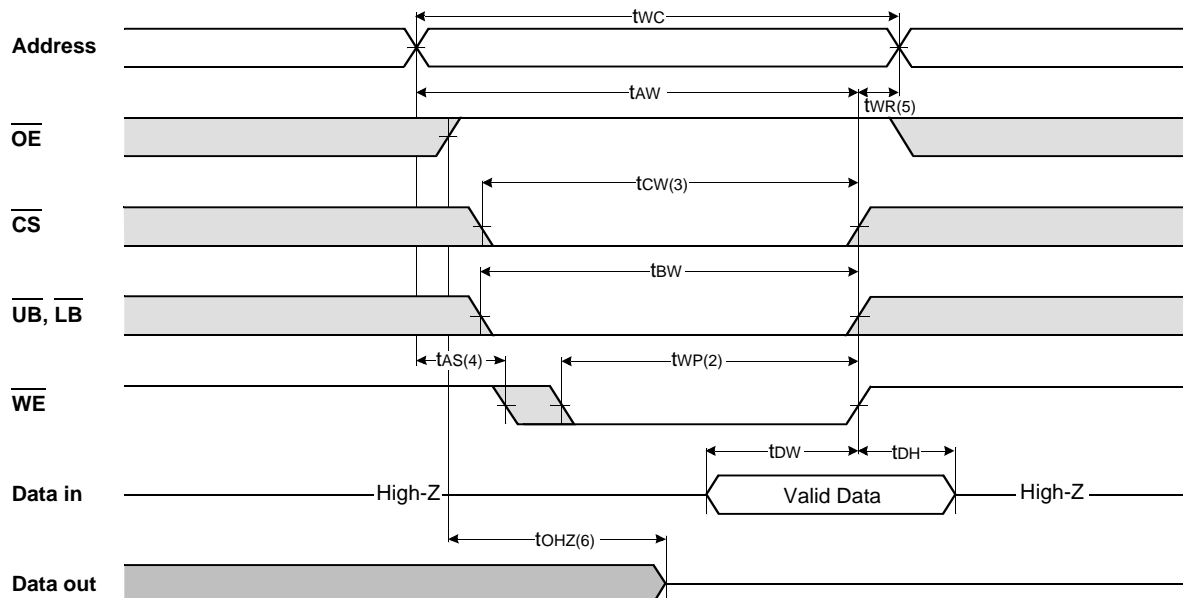 tWC
Address
tAW
tWR(5)
OE
tCW(3)
CS
tBW
UB, LB
tAS(4)
tWP(2)
WE
tDW
tDH
Data in
High-Z
Valid Data
High-Z
tOHZ(6)
Data out